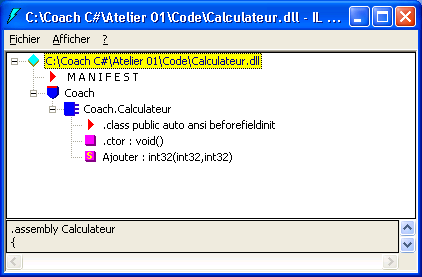 C:\Coach C#\Atelier 01\Code\Calculateur.dll - IL ...
Fichier Afficher ?
C:\Coach C#\Atelier 01\Code\Calculateur.dll
M A N I F E S T
Coach
Coach.Calculateur
.class public auto ansi beforefieldinit
.ctor : void()
S Ajouter : int32(int32,int32)
.assembly Calculateur
{